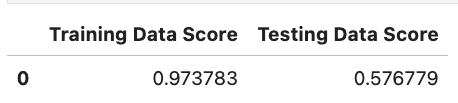 Training Data Score Testing Data Score
0 0.973783 0.576779